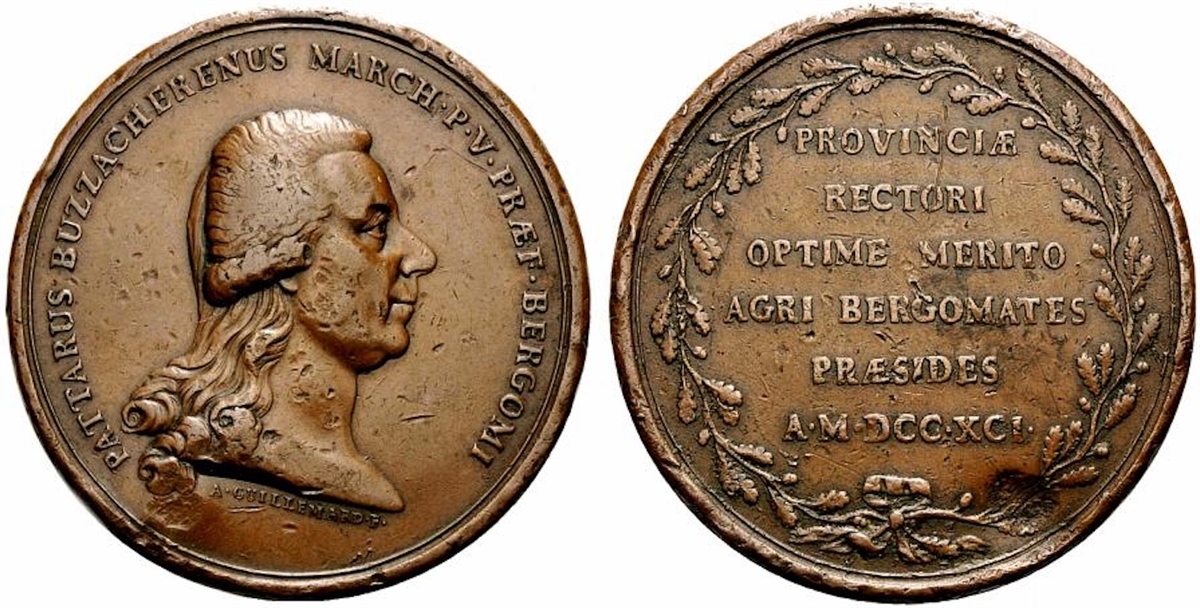 PATTARUS BUZZACHERENUS MARCH·P·V·PRÆF·BERGOMI
A·GUILLEMARD·F·
PROVINCIÆ
RECTORI
OPTIME MERITO
AGRI BERGOMATES
PRÆSIDES
A·M·DCC·XCI·